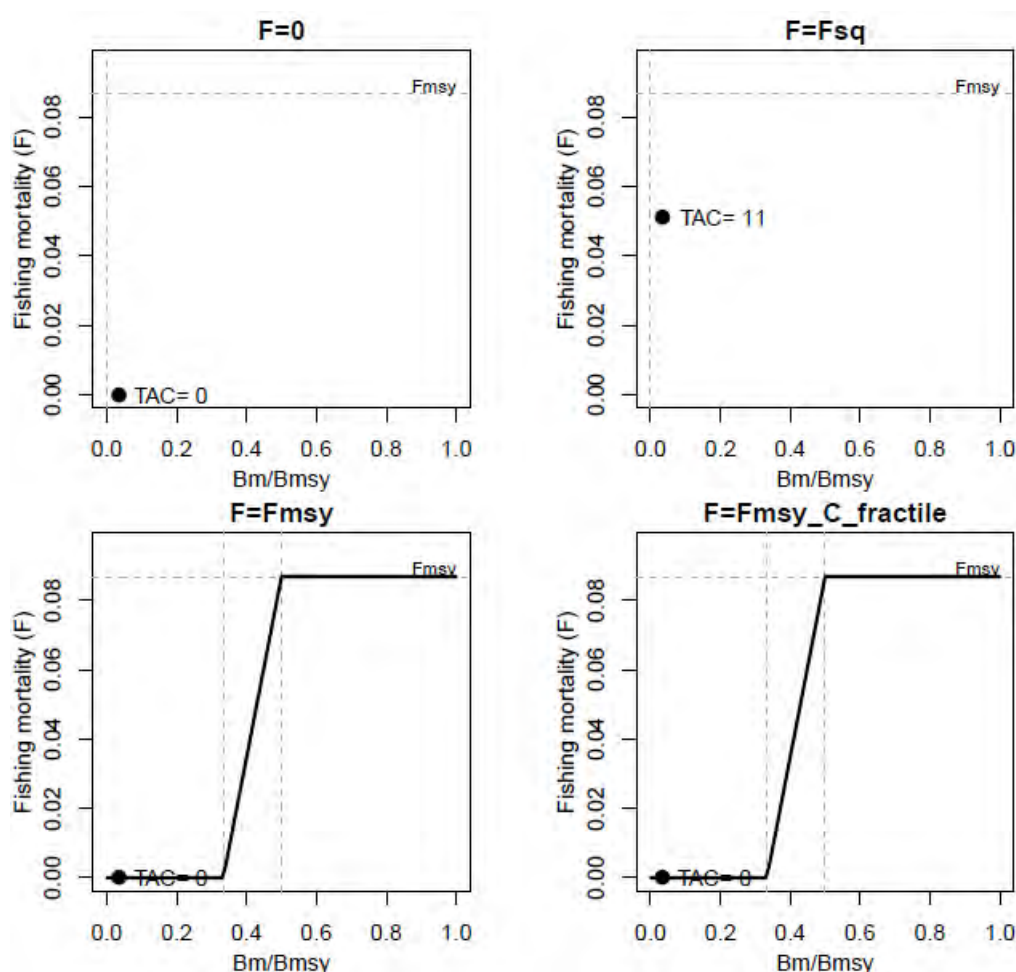 F=0
Fmsy
TAC= 0
Fishing mortality (F)
0.00 0.02 0.04 0.06 0.08
0.0 0.2 0.4 0.6 0.8 1.0
Bm/Bmsy
F=Fsq
Fmsy
TAC= 11
Fishing mortality (F)
0.00 0.02 0.04 0.06 0.08
0.0 0.2 0.4 0.6 0.8 1.0
Bm/Bmsy
F=Fmsy
Fmsy
TAC= 0
Fishing mortality (F)
0.00 0.02 0.04 0.06 0.08
0.0 0.2 0.4 0.6 0.8 1.0
Bm/Bmsy
F=Fmsy_C_fractile
Fmsy
TAC= 0
Fishing mortality (F)
0.00 0.02 0.04 0.06 0.08
0.0 0.2 0.4 0.6 0.8 1.0
Bm/Bmsy